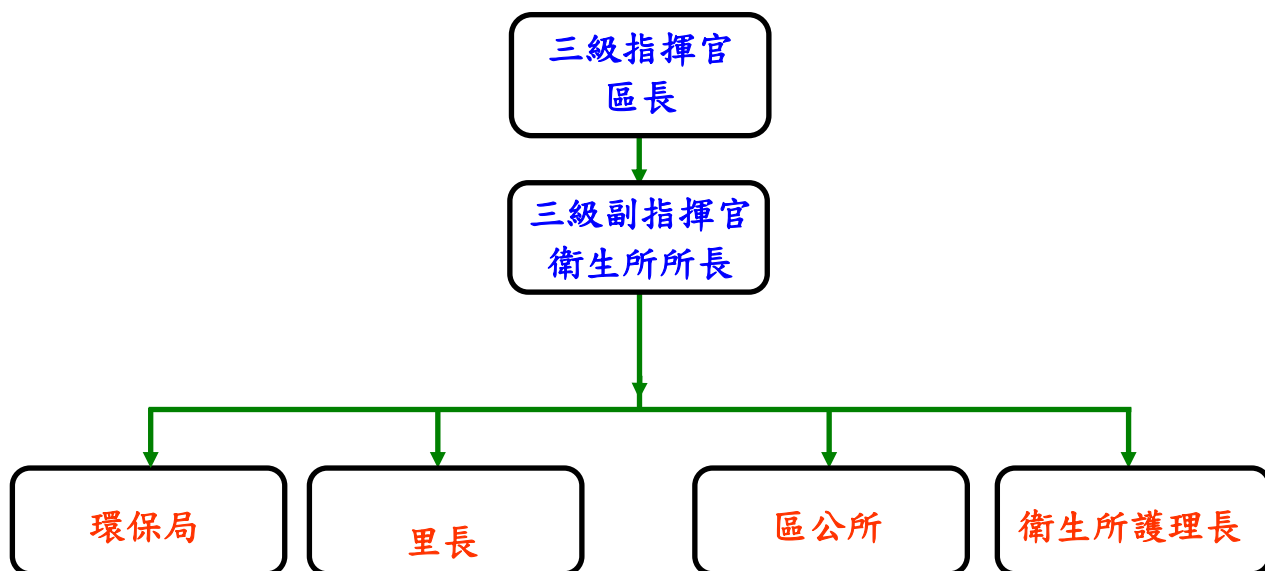 三級指揮官
區長
三級副指揮官
衛生所所長
環保局
里長
區公所
衛生所護理長